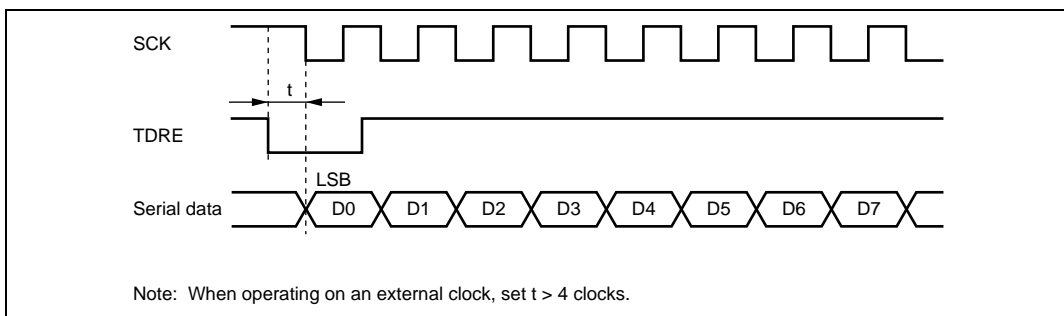 SCK
t
TDRE
LSB
Serial data D0 D1 D2 D3 D4 D5 D6 D7
Note: When operating on an external clock, set t > 4 clocks.